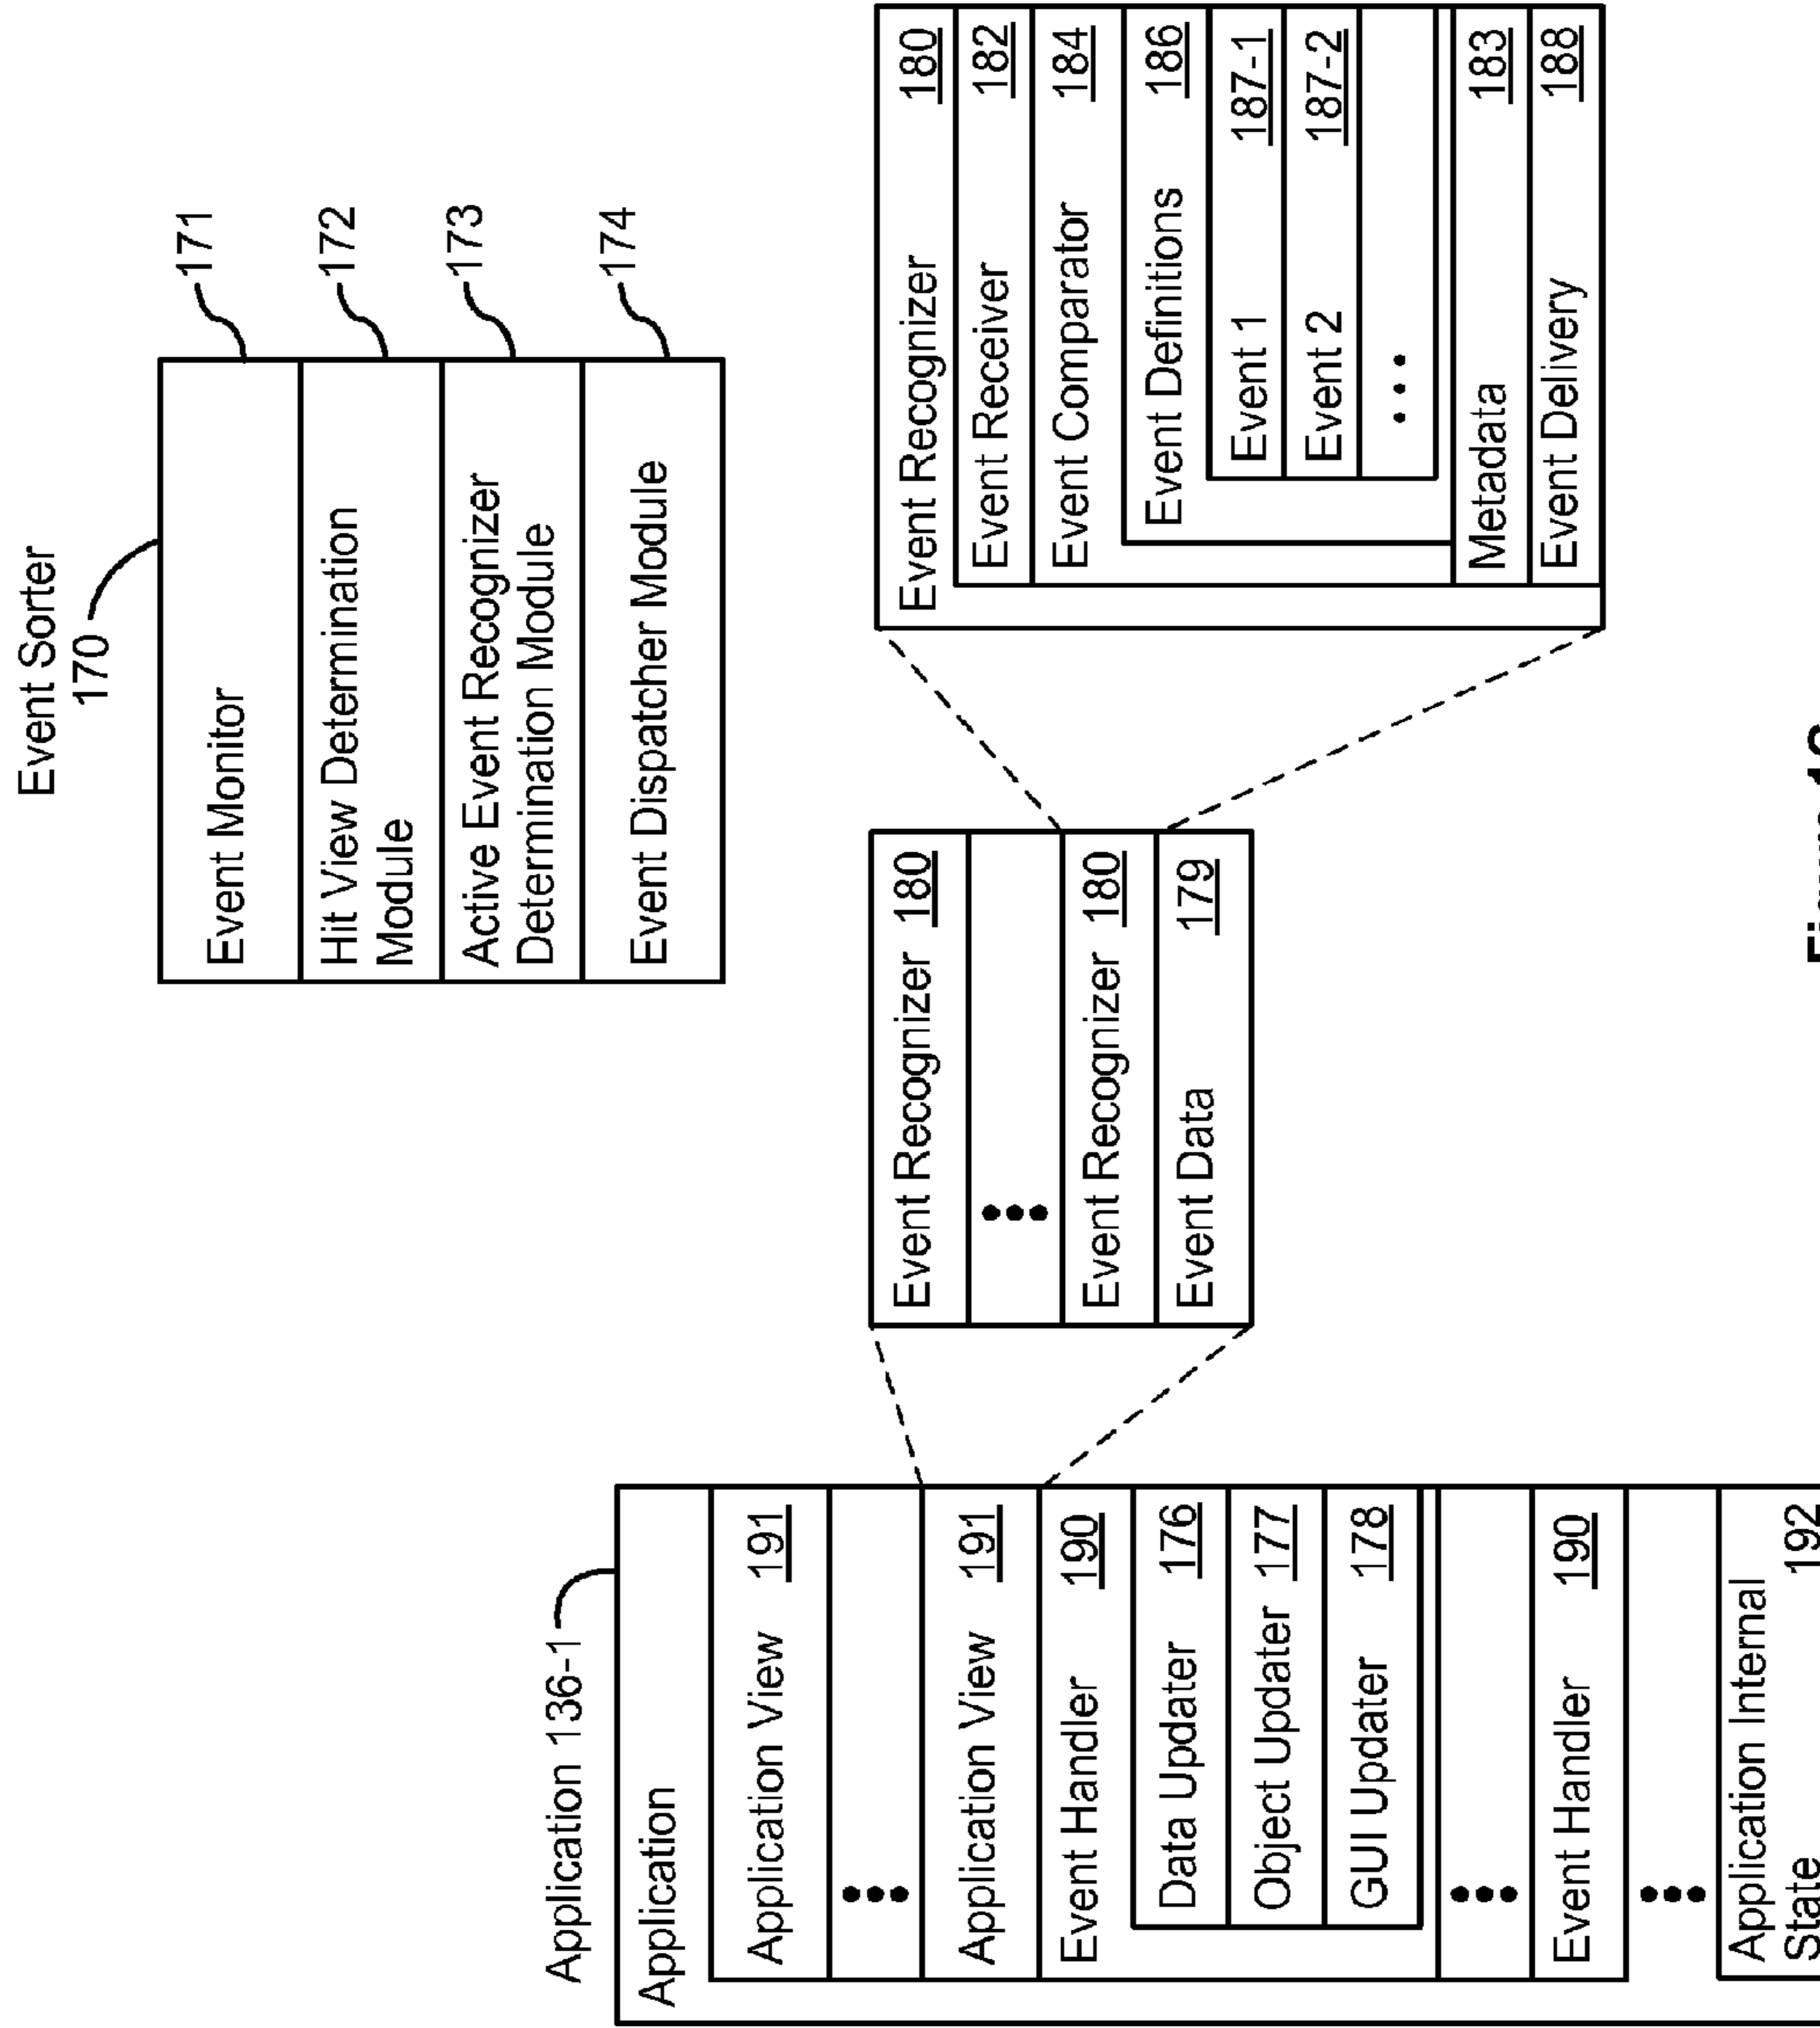 Event Sorter
170
Event Monitor
171
Hit View Determination
Module
172
Active Event Recognizer
Determination Module
173
Event Dispatcher Module
174
Application 136-1
Application
Application View 191
Application View 191
Event Handler 190
Data Updater 176
Object Updater 177
GUI Updater 178
Event Handler 190
Application Internal
State 192
Event Recognizer 180
Event Recognizer 180
Event Data 179
Event Recognizer 180
Event Receiver 182
Event Comparator 184
Event Definitions 186
Event 1 187-1
Event 2 187-2
Metadata 183
Event Delivery 188